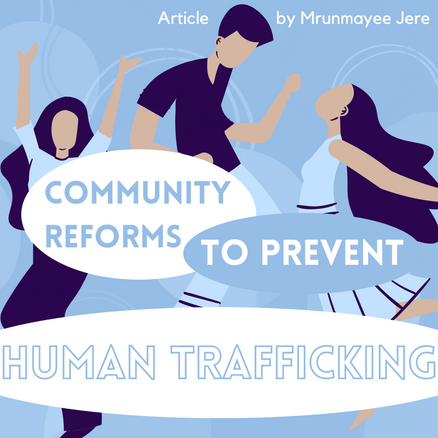 Article by Mrunmayee Jere
COMMUNITY
REFORMS
TO PREVENT
HUMAN TRAFFICKING